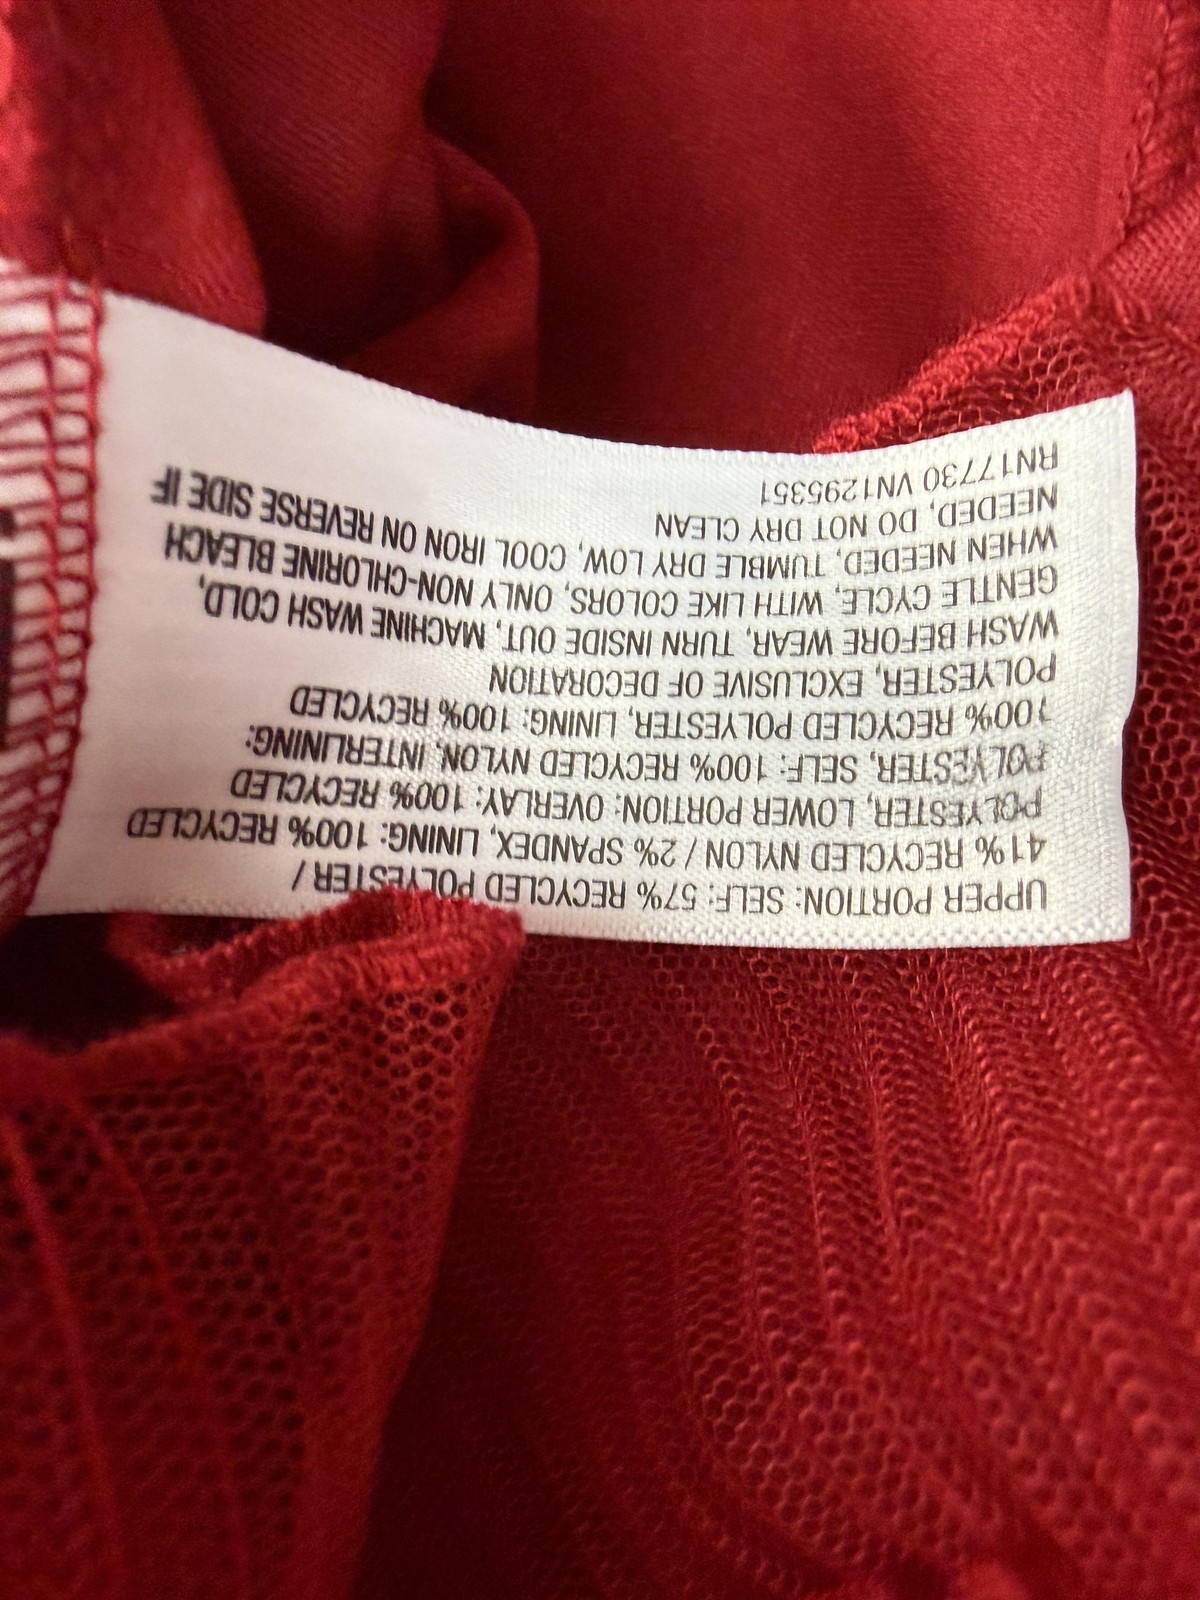 UPPER PORTION: SELF: 57% RECYCLED POLYESTER /
41% RECYCLED NYLON / 2% SPANDEX, LINING: 100% RECYCLED
POLYESTER, LOWER PORTION: OVERLAY: 100% RECYCLED
POLYESTER, SELF: 100% RECYCLED NYLON, INTERLINING:
100% RECYCLED POLYESTER, LINING: 100% RECYCLED
POLYESTER, EXCLUSIVE OF DECORATION
WASH BEFORE WEAR, TURN INSIDE OUT, MACHINE WASH COLD,
GENTLE CYCLE, WITH LIKE COLORS, ONLY NON-CHLORINE BLEACH
WHEN NEEDED, TUMBLE DRY LOW, COOL IRON ON REVERSE SIDE IF
NEEDED, DO NOT DRY CLEAN
RN17730 VN1295351